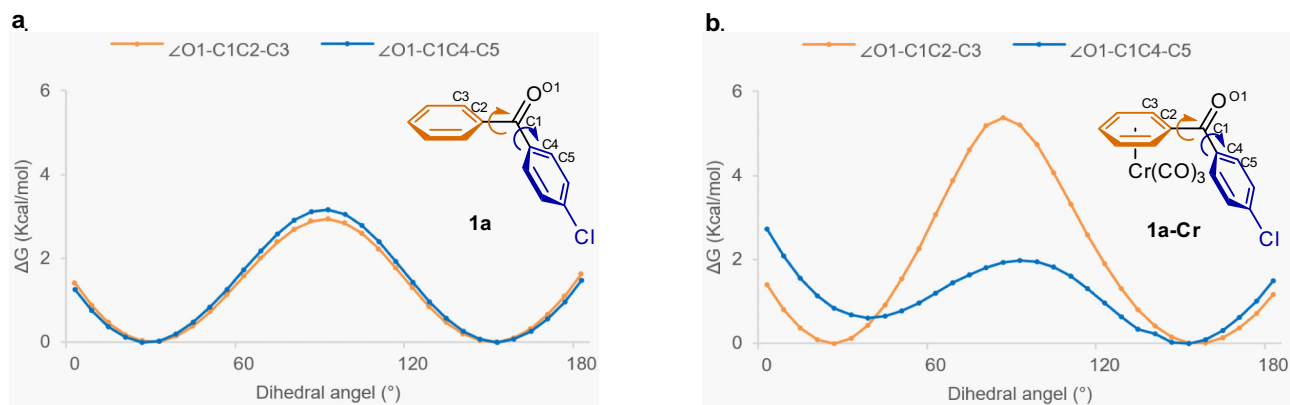 a.
∠O1-C1C2-C3 ∠O1-C1C4-C5
6
4
2
0
ΔG (Kcal/mol)
0 60 120 180
Dihedral angel (°)
C3
C2
O
O1
C1
C4
C5
1a
Cl
b.
∠O1-C1C2-C3 ∠O1-C1C4-C5
6
4
2
0
ΔG (Kcal/mol)
0 60 120 180
Dihedral angel (°)
C3
C2
O
O1
C1
C4
C5
Cr(CO)3
1a-Cr
Cl